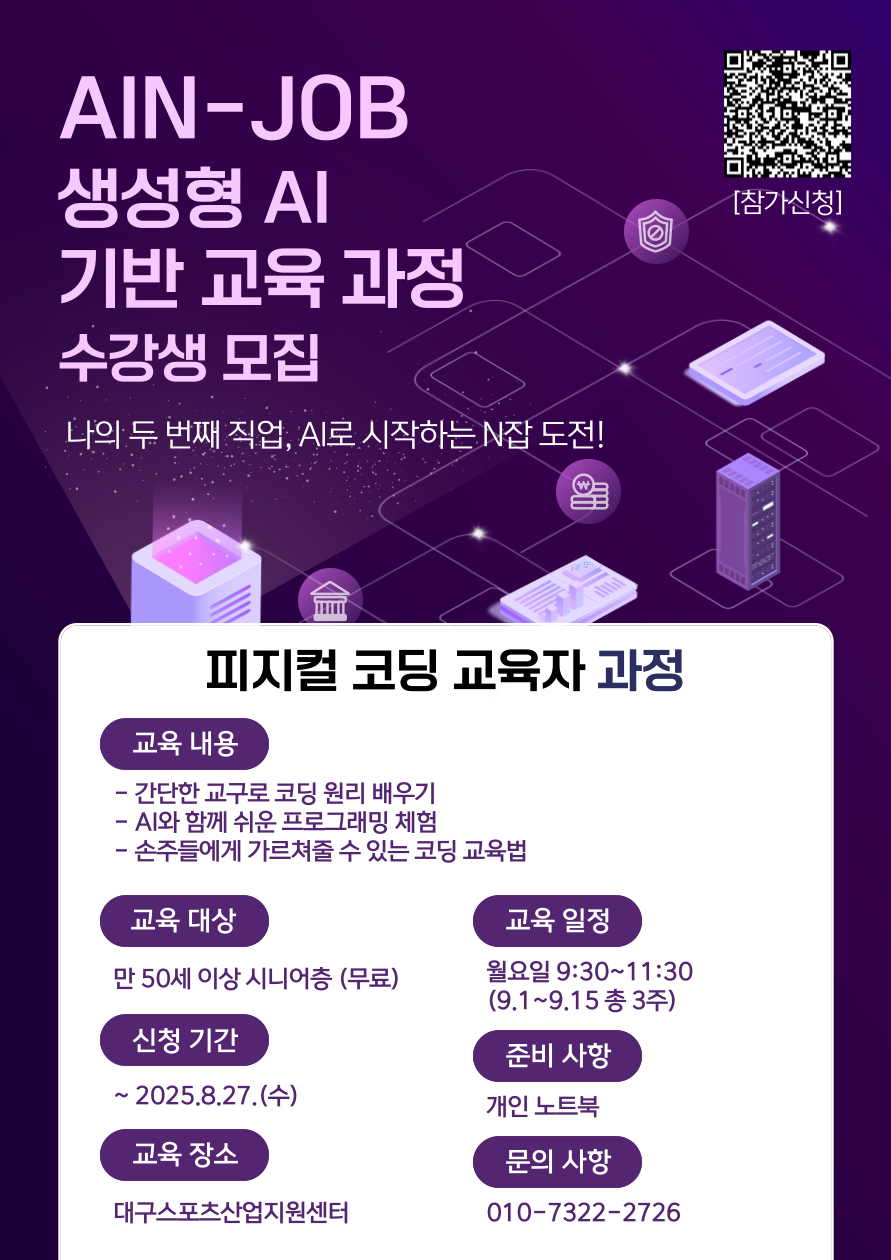 AIN-JOB
생성형 AI
기반 교육 과정
수강생 모집
나의 두 번째 직업, AI로 시작하는 N잡 도전!
[참가신청]
피지컬 코딩 교육자 과정
교육 내용
- 간단한 교구로 코딩 원리 배우기
- AI와 함께 쉬운 프로그래밍 체험
- 손주들에게 가르쳐줄 수 있는 코딩 교육법
교육 대상
만 50세 이상 시니어층 (무료)
신청 기간
~ 2025.8.27.(수)
교육 장소
대구스포츠산업지원센터
교육 일정
월요일 9:30~11:30
(9.1~9.15 총 3주)
준비 사항
개인 노트북
문의 사항
010-7322-2726